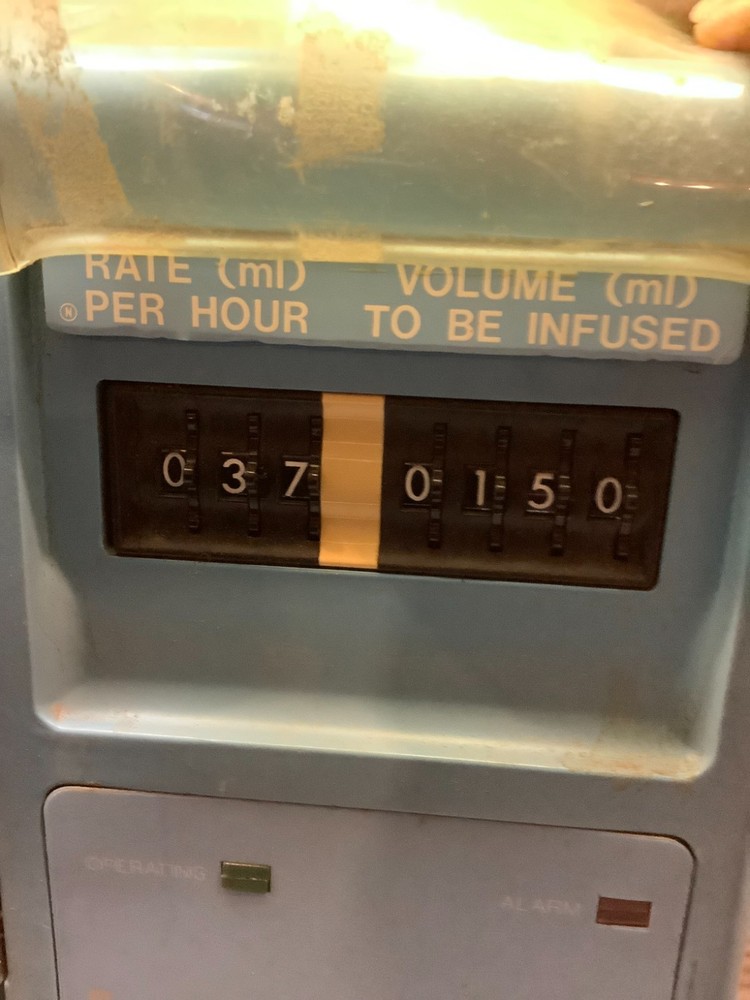 RATE (ml) VOLUME (ml)
Ⓝ PER HOUR TO BE INFUSED
037 0150
OPERATING
ALARM